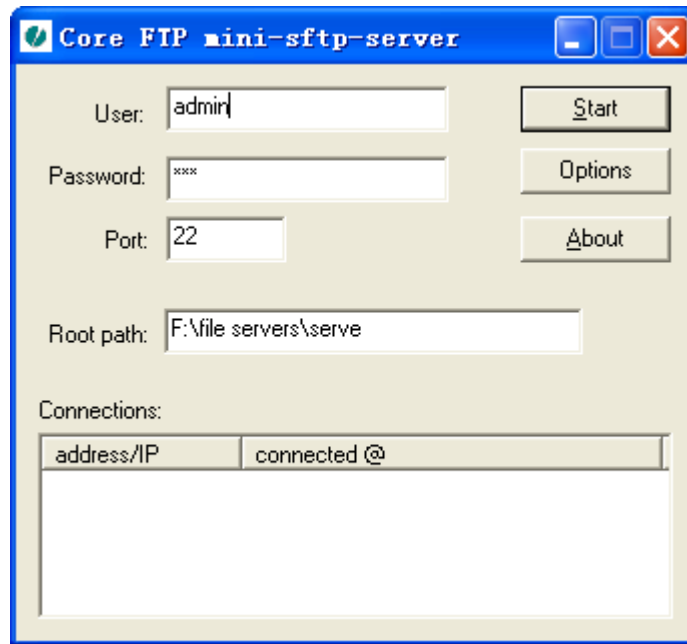 Core FTP mini-sftp-server
User: admin Start
Password: *** Options
Port: 22 About
Root path: F:\file servers\serve
Connections:
address/IP connected @